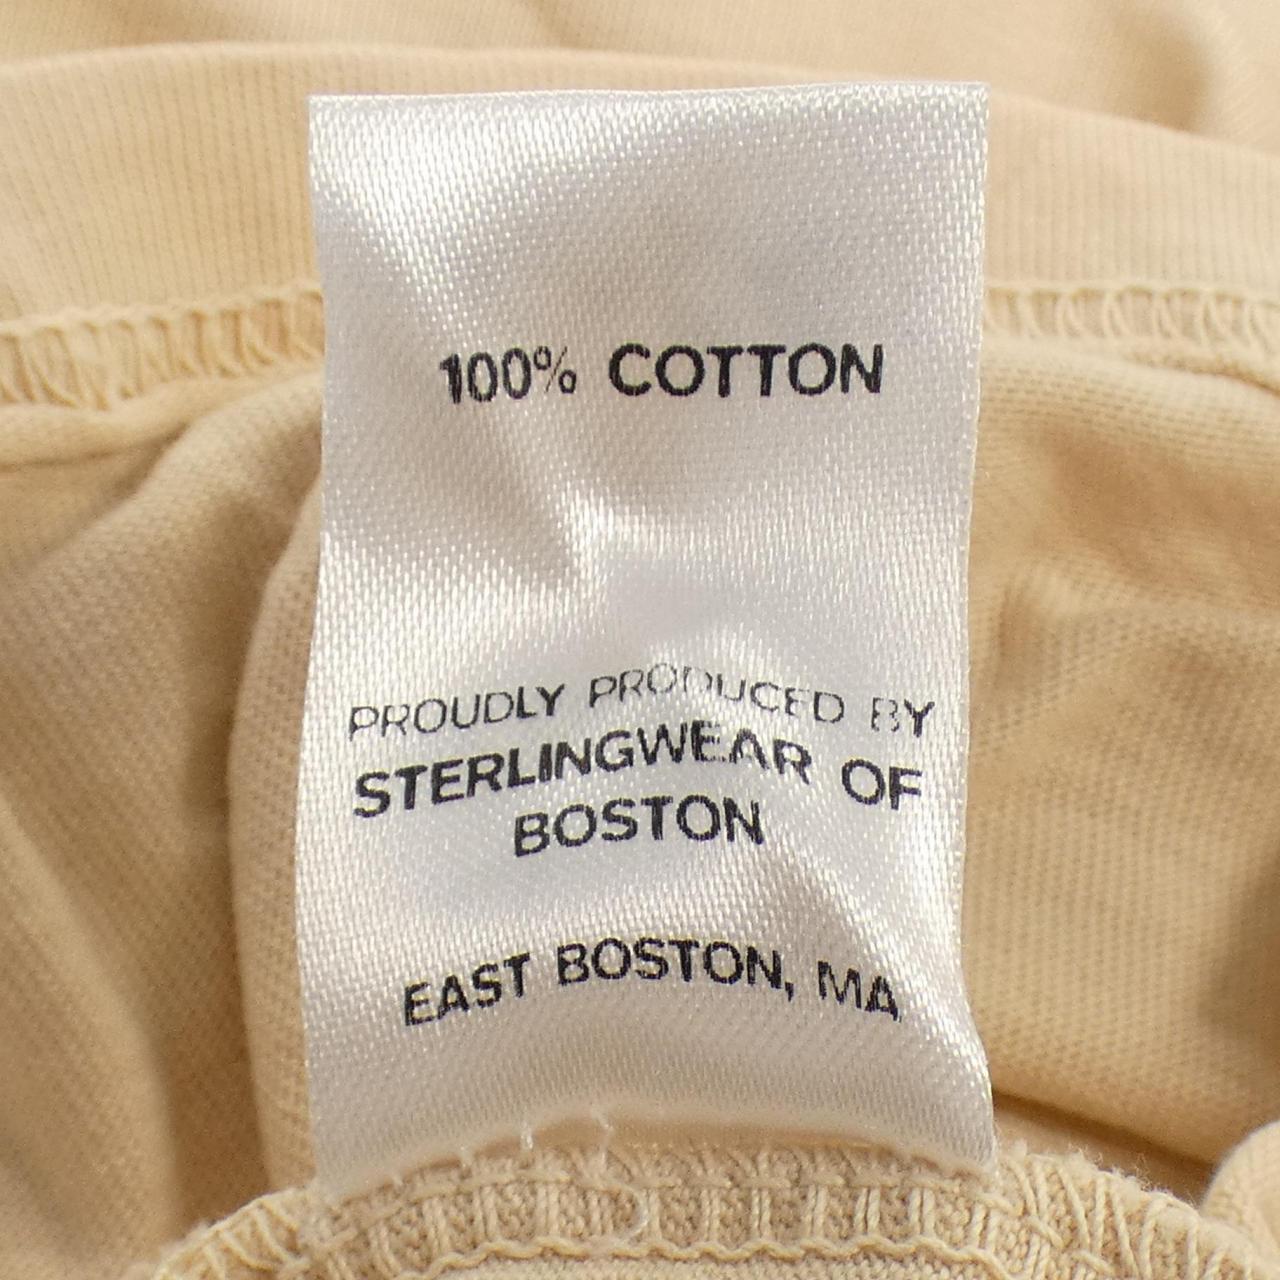 100% COTTON
PROUDLY PRODUCED BY
STERLINGWEAR OF
BOSTON
EAST BOSTON, MA